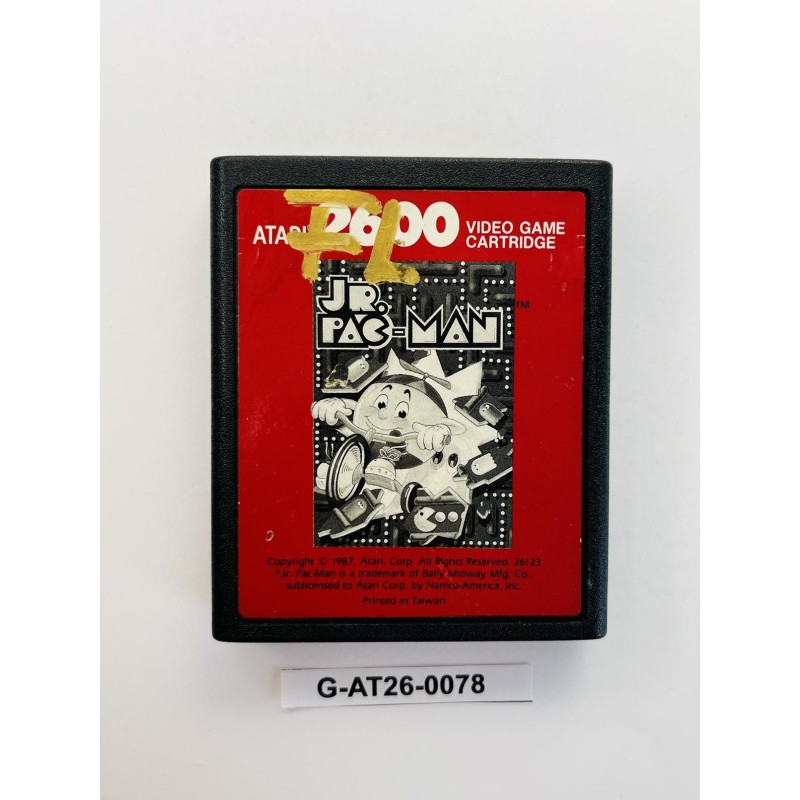 ATARI 2600 VIDEO GAME
CARTRIDGE
FL
JR.
PAC-MAN TM
Copyright © 1987, Atari, Corp. All Rights Reserved. 26123
*Jr. Pac-Man is a trademark of Bally Midway Mfg. Co.,
sublicensed to Atari Corp. by Namco-America, Inc.
Printed in Taiwan
G-AT26-0078